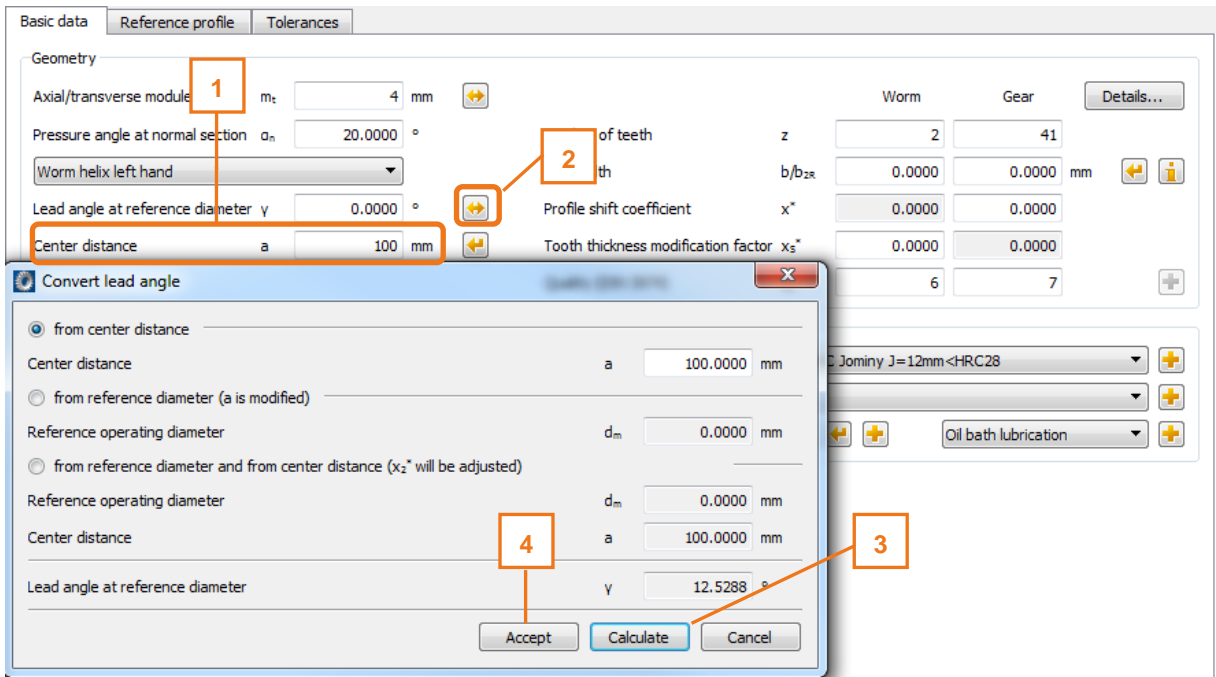 Basic data Reference profile Tolerances
Geometry
1
Axial/transverse module mₜ 4 mm Worm Gear Details...
Pressure angle at normal section αₙ 20.0000 ° of teeth z 2 41
2
Worm helix left hand th b/b₂R 0.0000 0.0000 mm
Lead angle at reference diameter γ 0.0000 ° Profile shift coefficient x* 0.0000 0.0000
Center distance a 100 mm Tooth thickness modification factor xₛ* 0.0000 0.0000
Convert lead angle x 6 7
from center distance
Center distance a 100.0000 mm C Jominy J=12mm<HRC28
from reference diameter (a is modified)
Reference operating diameter dₘ 0.0000 mm Oil bath lubrication
from reference diameter and from center distance (x₂* will be adjusted)
Reference operating diameter dₘ 0.0000 mm
Center distance a 100.0000 mm
4 3
Lead angle at reference diameter γ 12.5288 °
Accept Calculate Cancel